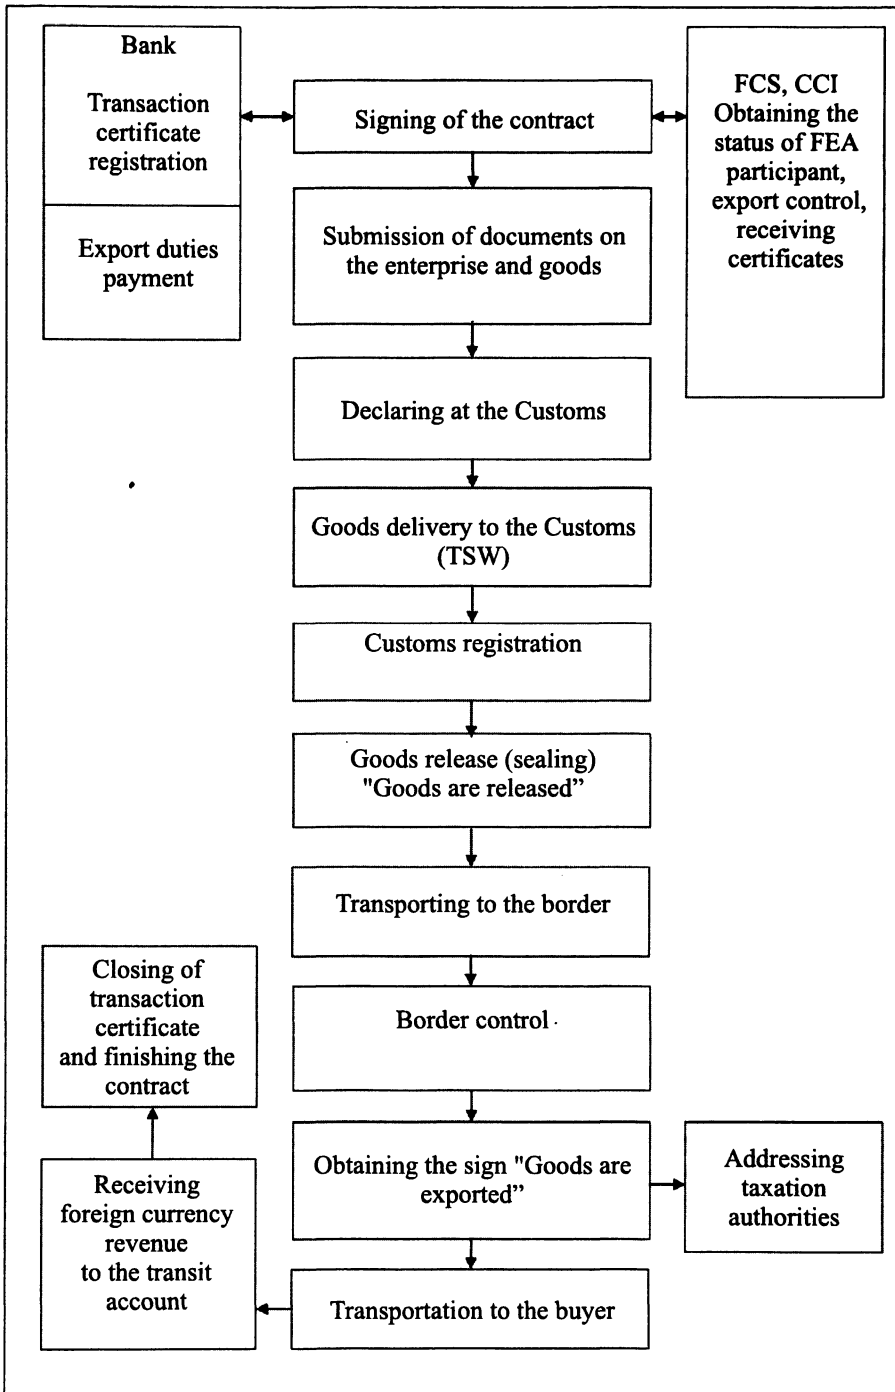 Bank
Transaction
certificate
registration
Export duties
payment
Signing of the contract
FCS, CCI
Obtaining the
status of FEA
participant,
export control,
receiving
certificates
Submission of documents on
the enterprise and goods
Declaring at the Customs
Goods delivery to the Customs
(TSW)
Customs registration
Goods release (sealing)
"Goods are released”
Transporting to the border
Border control
Obtaining the sign "Goods are
exported”
Addressing
taxation
authorities
Transportation to the buyer
Receiving
foreign currency
revenue
to the transit
account
Closing of
transaction
certificate
and finishing the
contract